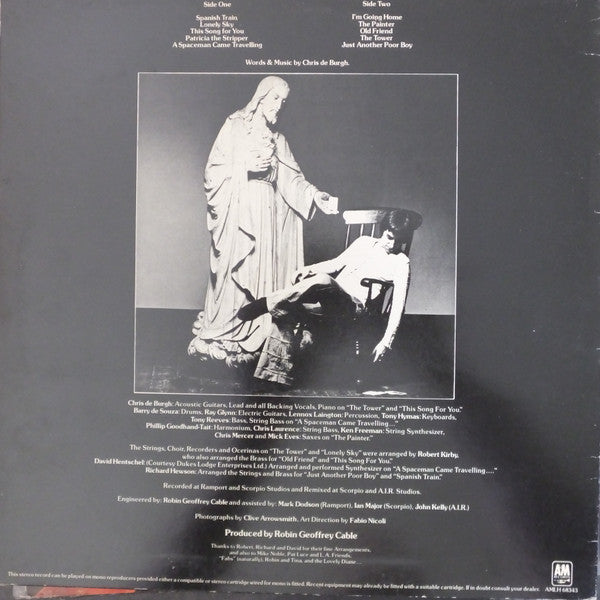 Side One
Spanish Train
Lonely Sky
This Song for You
Patricia the Stripper
A Spaceman Came Travelling
Side Two
I'm Going Home
The Painter
Old Friend
The Tower
Just Another Poor Boy
Words & Music by Chris de Burgh.
Chris de Burgh: Acoustic Guitars, Lead and all Backing Vocals, Piano on "The Tower" and "This Song For You."
Barry de Souza: Drums, Ray Glynn: Electric Guitars, Lennox Laington: Percussion, Tony Hymas: Keyboards,
Tony Reeves: Bass, String Bass on "A Spaceman Came Travelling...."
Phillip Goodhand-Tait: Harmonium, Chris Laurence: String Bass, Ken Freeman: String Synthesizer,
Chris Mercer and Mick Eves: Saxes on "The Painter."
The Strings, Choir, Recorders and Ocerinas on "The Tower" and "Lonely Sky" were arranged by Robert Kirby,
who also arranged the Brass for "Old Friend" and "This Song For You."
David Hentschel (Courtesy Dukes Lodge Enterprises Ltd.) Arranged and performed Synthesizer on "A Spaceman Came Travelling....."
Richard Hewson: Arranged the Strings and Brass for "Just Another Poor Boy" and "Spanish Train."
Recorded at Ramport and Scorpio Studios and Remixed at Scorpio and A.I.R. Studios.
Engineered by: Robin Geoffrey Cable and assisted by: Mark Dodson (Ramport), Ian Major (Scorpio), John Kelly (A.I.R.)
Photographs by Clive Arrowsmith, Art Direction by Fabio Nicoli
Produced by Robin Geoffrey Cable
Thanks to Robert, Richard and David for their fine Arrangements,
and also to Mike Noble, Pat Luce and L.A. Friends,
"Fabs" (naturally), Robin and Tina, and the Lovely Diane ....
This stereo record can be played on mono reproducers provided either a compatible or stereo cartridge wired for mono is fitted. Recent equipment may already be fitted with a suitable cartridge. If in doubt consult your dealer.
A&M
AMLH 68343